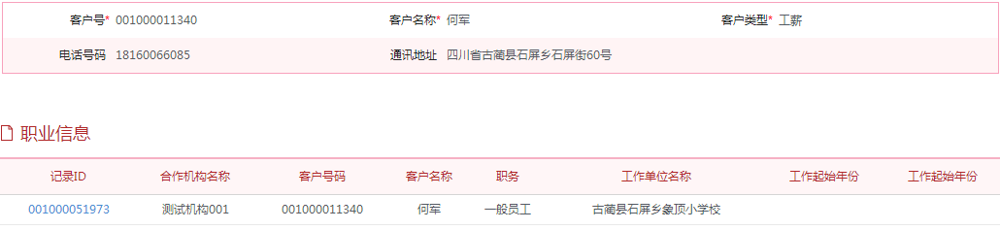 客户号* 001000011340 客户名称* 何军 客户类型* 工薪
电话号码 18160066085 通讯地址 四川省古蔺县石屏乡石屏街60号
职业信息
记录ID 合作机构名称 客户号码 客户名称 职务 工作单位名称 工作起始年份 工作起始年份
001000051973 测试机构001 001000011340 何军 一般员工 古蔺县石屏乡象顶小学校